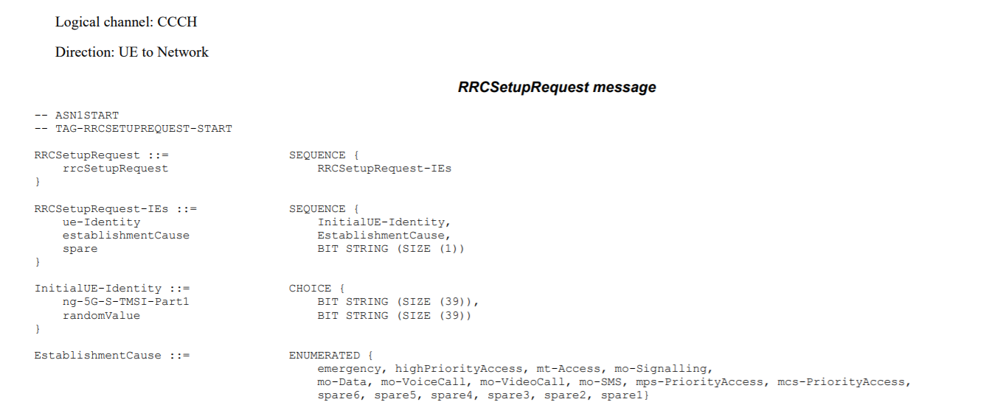 Logical channel: CCCH
Direction: UE to Network
RRCSetupRequest message
-- ASN1START
-- TAG-RRCSETUPREQUEST-START
RRCSetupRequest ::= SEQUENCE {
rrcSetupRequest RRCSetupRequest-IEs
}
RRCSetupRequest-IEs ::= SEQUENCE {
ue-Identity InitialUE-Identity,
establishmentCause EstablishmentCause,
spare BIT STRING (SIZE (1))
}
InitialUE-Identity ::= CHOICE {
ng-5G-S-TMSI-Part1 BIT STRING (SIZE (39)),
randomValue BIT STRING (SIZE (39))
}
EstablishmentCause ::= ENUMERATED {
emergency, highPriorityAccess, mt-Access, mo-Signalling,
mo-Data, mo-VoiceCall, mo-VideoCall, mo-SMS, mps-PriorityAccess, mcs-PriorityAccess,
spare6, spare5, spare4, spare3, spare2, spare1}